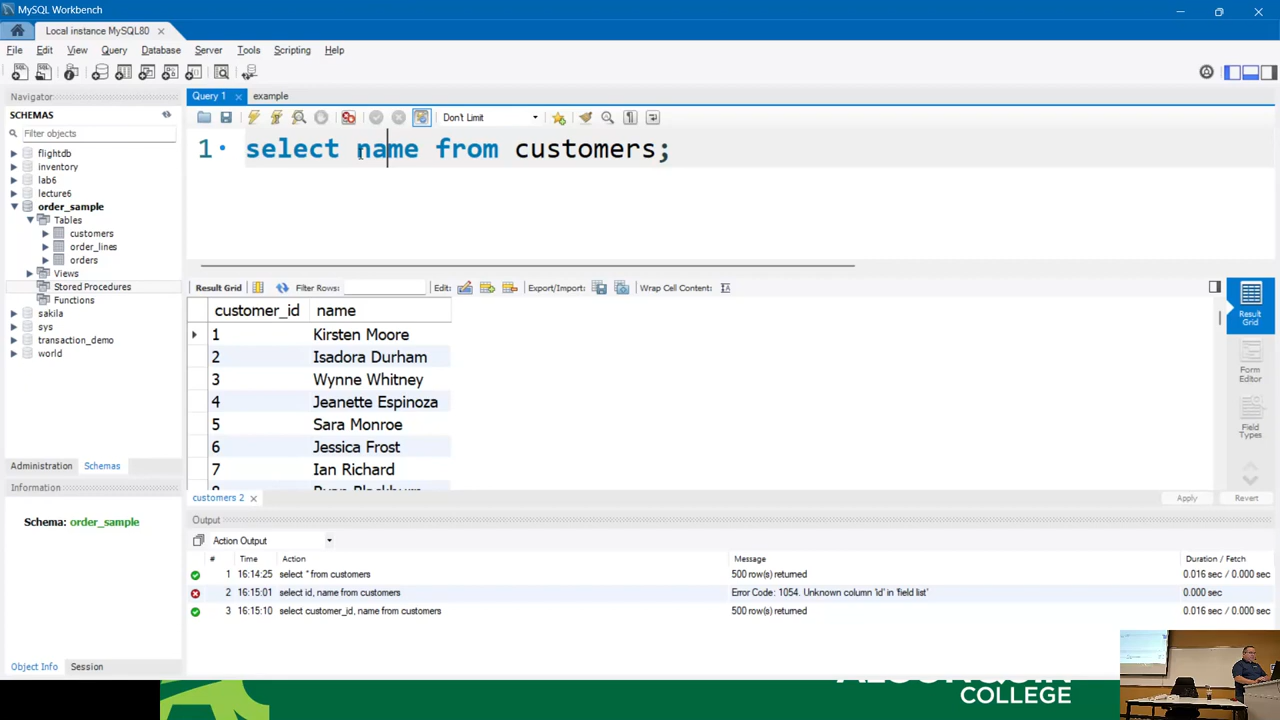 MySQL Workbench
Local instance MySQL80
File Edit View Query Database Server Tools Scripting Help
Navigator
SCHEMAS
Filter objects
flightdb
inventory
lab6
lecture6
order_sample
Tables
customers
order_lines
orders
Views
Stored Procedures
Functions
sakila
sys
transaction_demo
world
Administration Schemas
Information
Schema: order_sample
Object Info Session
Query 1 example
Don't Limit
1 select name from customers;
Result Grid Filter Rows: Edit: Export/Import: Wrap Cell Content:
customer_id name
1 Kirsten Moore
2 Isadora Durham
3 Wynne Whitney
4 Jeanette Espinoza
5 Sara Monroe
6 Jessica Frost
7 Ian Richard
Result Grid
Form Editor
Field Types
customers 2 Apply Revert
Output
Action Output
# Time Action Message Duration / Fetch
1 16:14:25 select * from customers 500 row(s) returned 0.016 sec / 0.000 sec
2 16:15:01 select id, name from customers Error Code: 1054. Unknown column 'id' in 'field list' 0.000 sec
3 16:15:10 select customer_id, name from customers 500 row(s) returned 0.016 sec / 0.000 sec
COLLEGE